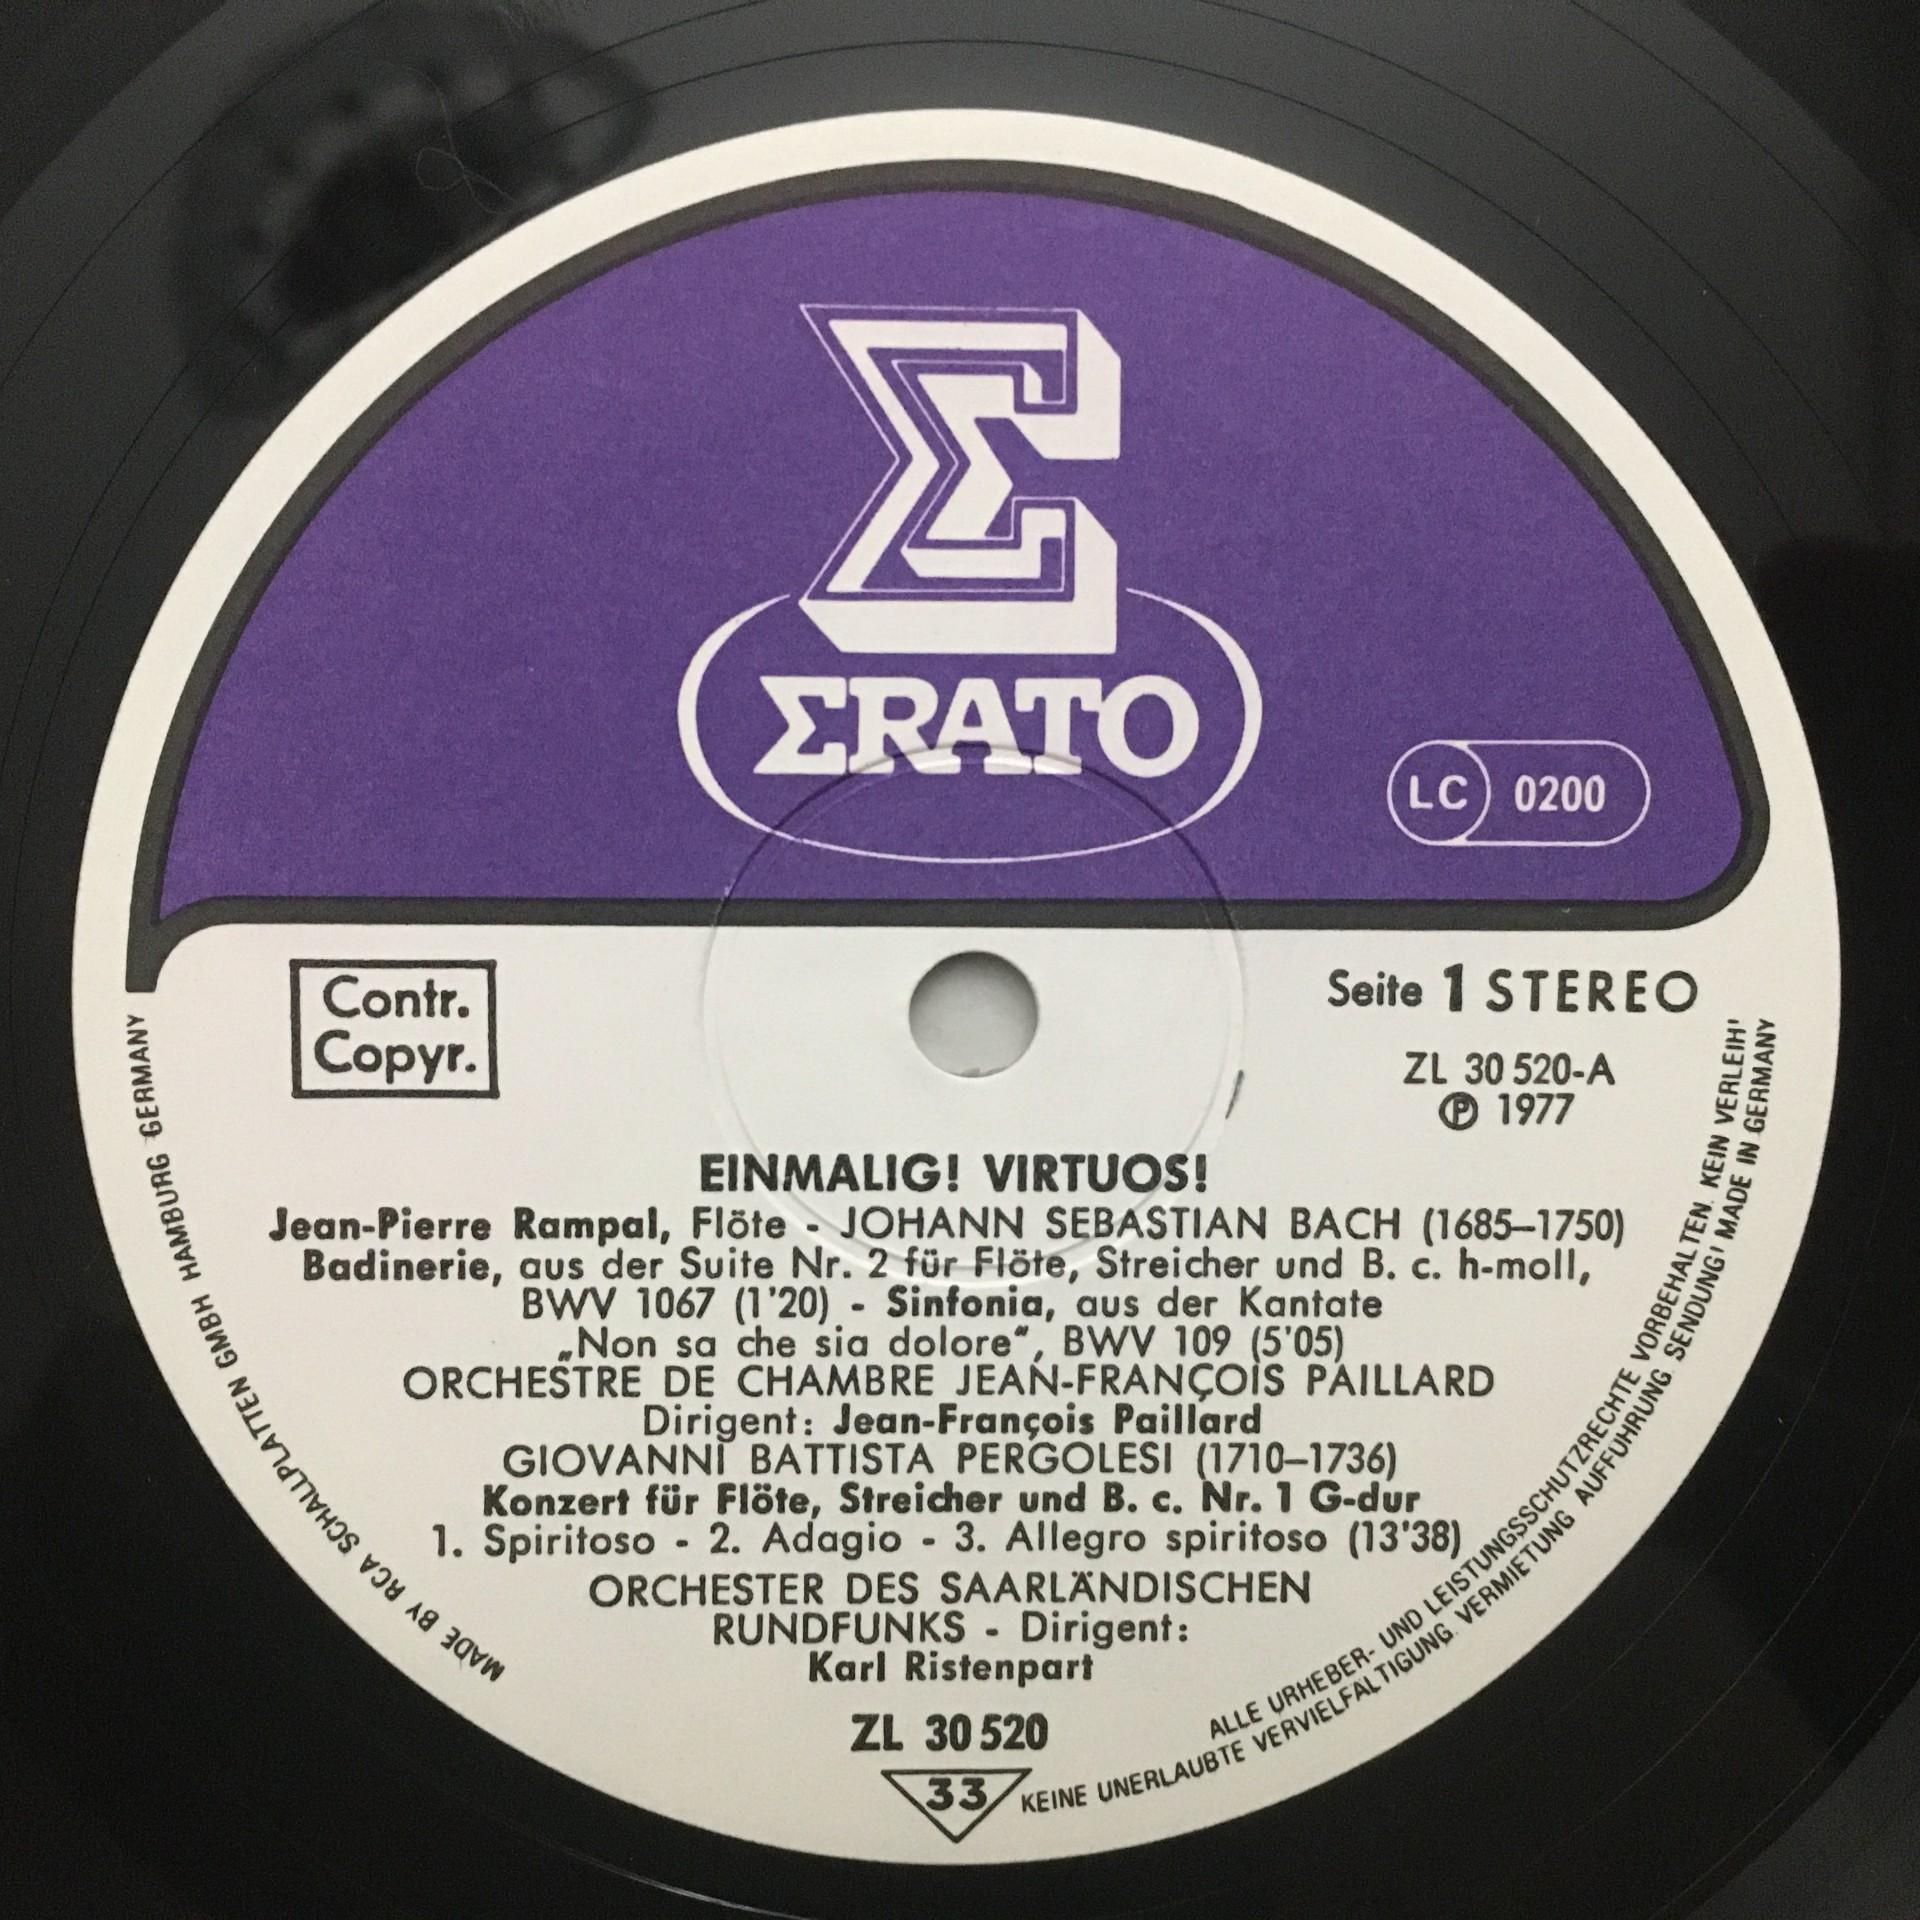 Σ
ΣRATO
LC 0200
Contr.
Copyr.
Seite 1 STEREO
ZL 30 520-A
℗ 1977
EINMALIG! VIRTUOS!
Jean-Pierre Rampal, Flöte - JOHANN SEBASTIAN BACH (1685–1750)
Badinerie, aus der Suite Nr. 2 für Flöte, Streicher und B. c. h-moll,
BWV 1067 (1'20) - Sinfonia, aus der Kantate
„Non sa che sia dolore“, BWV 109 (5'05)
ORCHESTRE DE CHAMBRE JEAN-FRANÇOIS PAILLARD
Dirigent: Jean-François Paillard
GIOVANNI BATTISTA PERGOLESI (1710–1736)
Konzert für Flöte, Streicher und B. c. Nr. 1 G-dur
1. Spiritoso - 2. Adagio - 3. Allegro spiritoso (13'38)
ORCHESTER DES SAARLÄNDISCHEN
RUNDFUNKS - Dirigent:
Karl Ristenpart
ZL 30 520
33
MADE BY RCA SCHALLPLATTEN GMBH HAMBURG GERMANY
ALLE URHEBER- UND LEISTUNGSSCHUTZRECHTE VORBEHALTEN. KEIN VERLEIH!
KEINE UNERLAUBTE VERVIELFÄLTIGUNG. VERMIETUNG. AUFFÜHRUNG. SENDUNG! MADE IN GERMANY